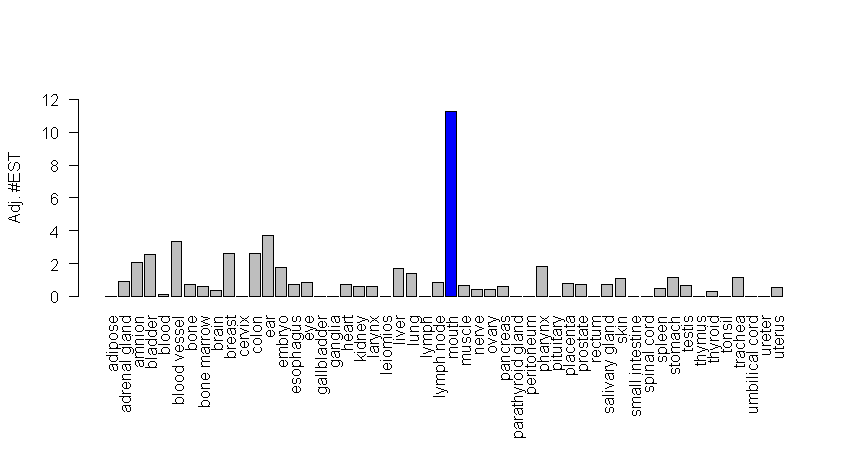 Adj. #EST
12
10
8
6
4
2
0
adipose
adrenal gland
amnion
bladder
blood
blood vessel
bone
bone marrow
brain
breast
cervix
colon
ear
embryo
esophagus
eye
gallbladder
ganglia
heart
kidney
larynx
leiomios
liver
lung
lymph
lymph node
mouth
muscle
nerve
ovary
pancreas
parathyroid gland
peritoneum
pharynx
pituitary
placenta
prostate
rectum
salivary gland
skin
small intestine
spinal cord
spleen
stomach
testis
thymus
thyroid
tonsil
trachea
umbilical cord
ureter
uterus